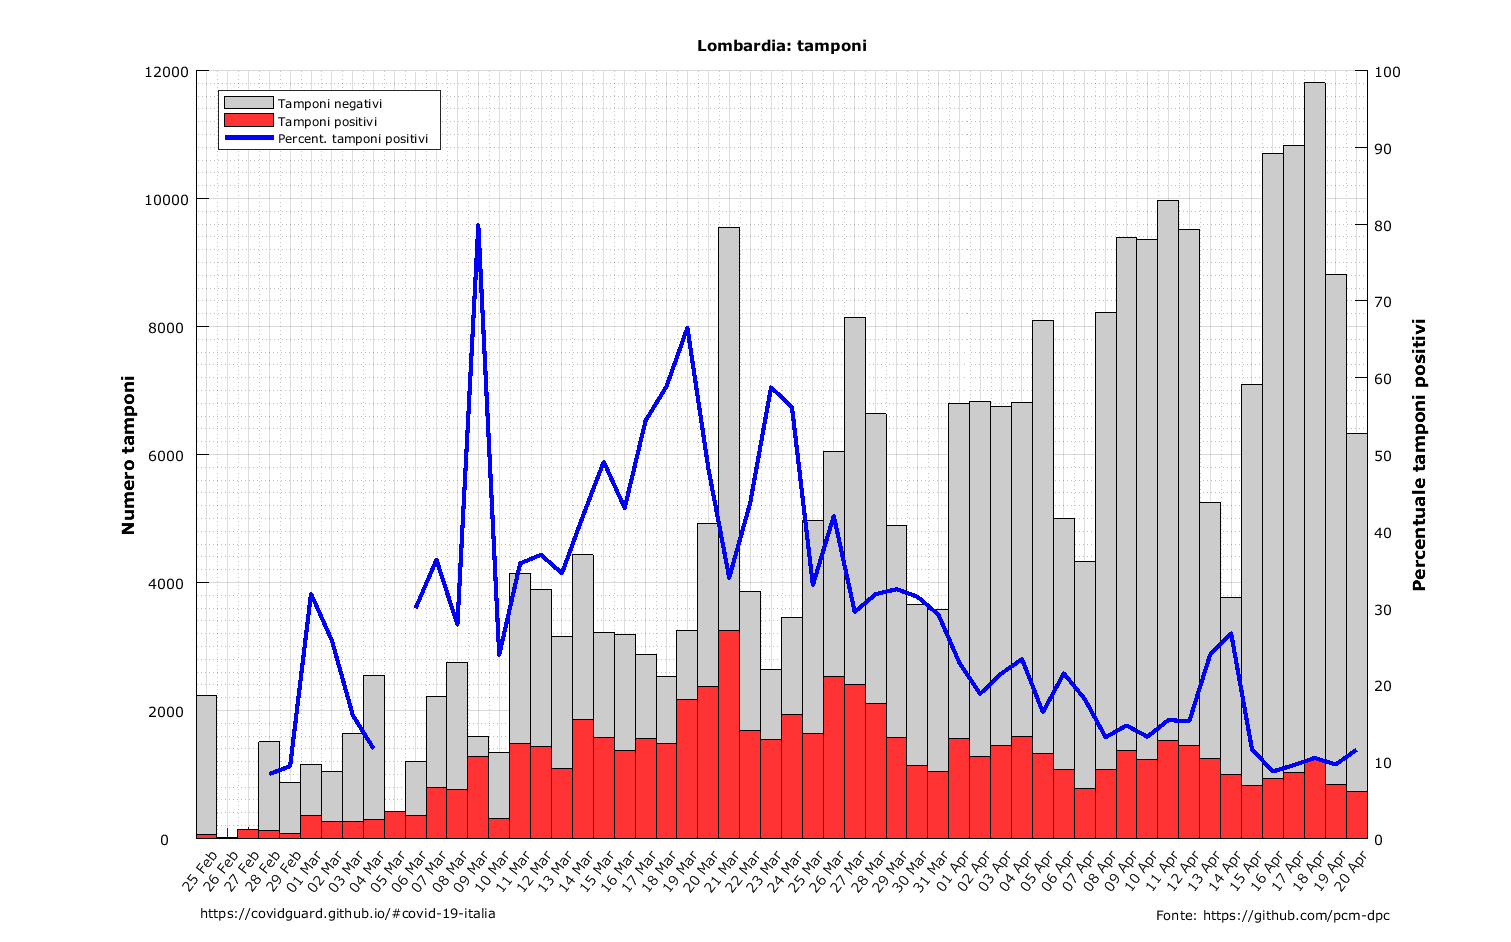 Lombardia: tamponi
12000
10000
8000
6000
4000
2000
0
Numero tamponi
Tamponi negativi
Tamponi positivi
Percent. tamponi positivi
100
90
80
70
60
50
40
30
20
10
0
Percentuale tamponi positivi
25 Feb
26 Feb
27 Feb
28 Feb
29 Feb
01 Mar
02 Mar
03 Mar
04 Mar
05 Mar
06 Mar
07 Mar
08 Mar
09 Mar
10 Mar
11 Mar
12 Mar
13 Mar
14 Mar
15 Mar
16 Mar
17 Mar
18 Mar
19 Mar
20 Mar
21 Mar
22 Mar
23 Mar
24 Mar
25 Mar
26 Mar
27 Mar
28 Mar
29 Mar
30 Mar
31 Mar
01 Apr
02 Apr
03 Apr
04 Apr
05 Apr
06 Apr
07 Apr
08 Apr
09 Apr
10 Apr
11 Apr
12 Apr
13 Apr
14 Apr
15 Apr
16 Apr
17 Apr
18 Apr
19 Apr
20 Apr
https://covidguard.github.io/#covid-19-italia
Fonte: https://github.com/pcm-dpc